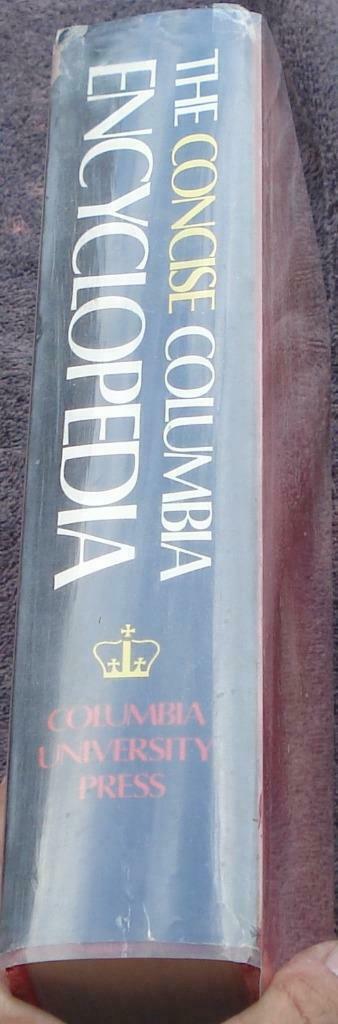 THE CONCISE COLUMBIA
ENCYCLOPEDIA
COLUMBIA
UNIVERSITY
PRESS